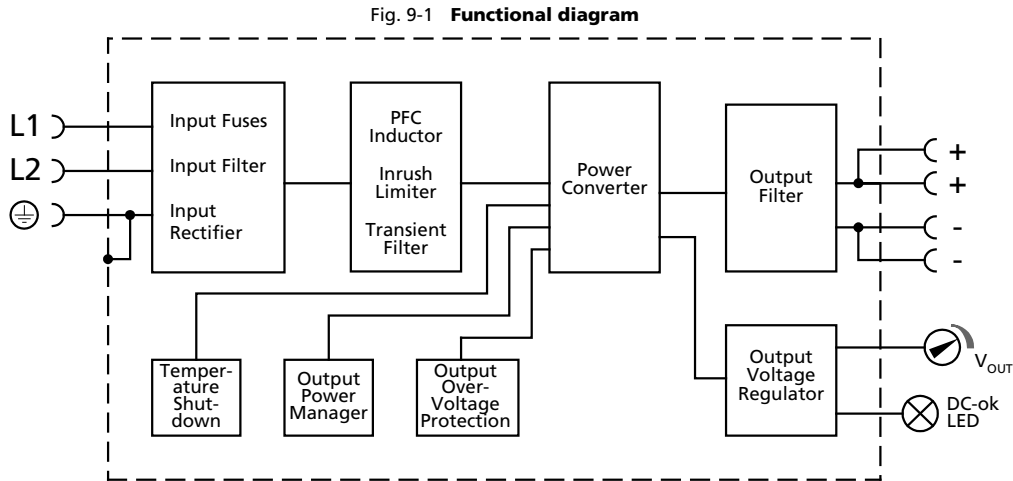 Fig. 9-1 Functional diagram
L1
L2
Input Fuses
Input Filter
Input
Rectifier
PFC
Inductor
Inrush
Limiter
Transient
Filter
Power
Converter
Output
Filter
+
+
-
-
Temper-
ature
Shut-
down
Output
Power
Manager
Output
Over-
Voltage
Protection
Output
Voltage
Regulator
VOUT
DC-ok
LED